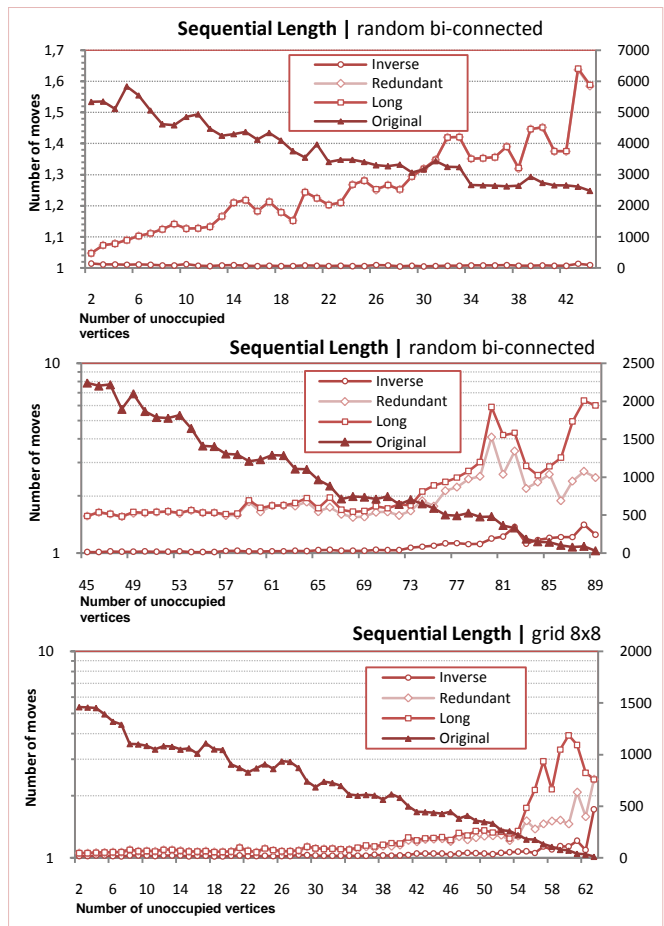 Sequential Length | random bi-connected
1,7
1,6
1,5
1,4
1,3
1,2
1,1
1
7000
6000
5000
4000
3000
2000
1000
0
Number of moves
Inverse
Redundant
Long
Original
2 6 10 14 18 22 26 30 34 38 42
Number of unoccupied
vertices
Sequential Length | random bi-connected
10
1
2500
2000
1500
1000
500
0
Number of moves
Inverse
Redundant
Long
Original
45 49 53 57 61 65 69 73 77 81 85 89
Number of unoccupied
vertices
Sequential Length | grid 8x8
10
1
2000
1500
1000
500
0
Number of moves
Inverse
Redundant
Long
Original
2 6 10 14 18 22 26 30 34 38 42 46 50 54 58 62
Number of unoccupied vertices